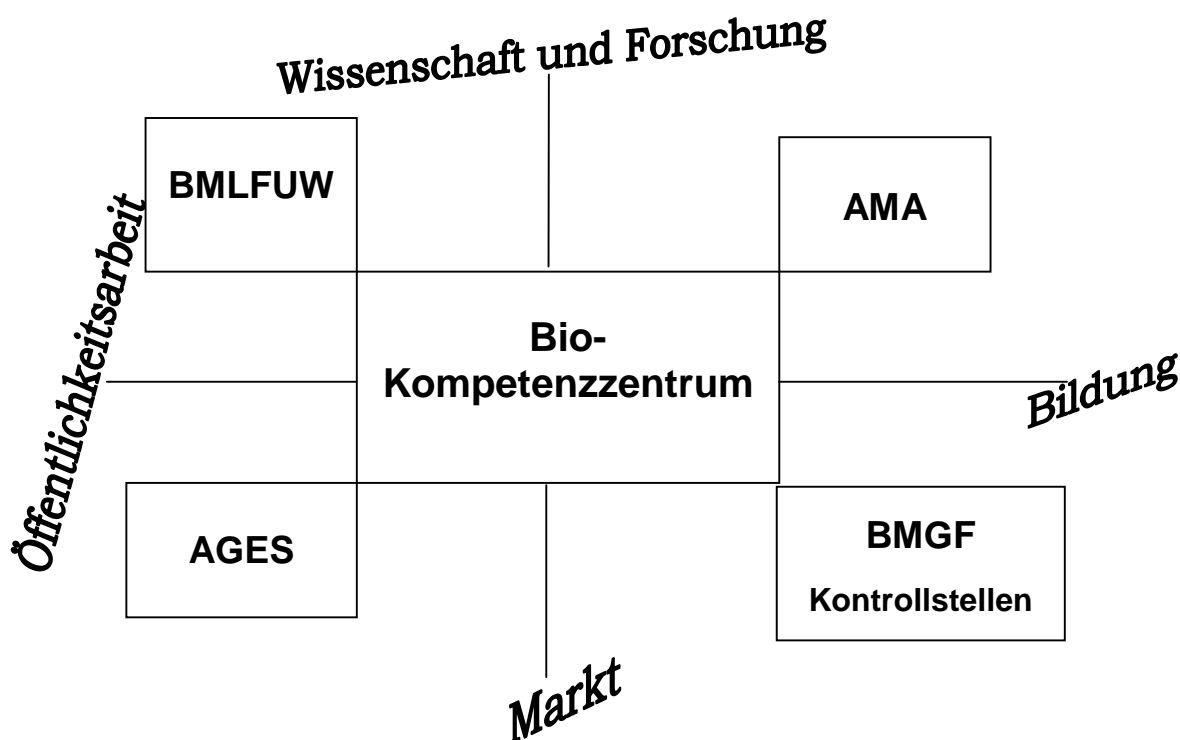 Wissenschaft und Forschung
BMLFUW
AMA
Öffentlichkeitsarbeit
Bio-
Kompetenzzentrum
Bildung
AGES
BMGF
Kontrollstellen
Markt